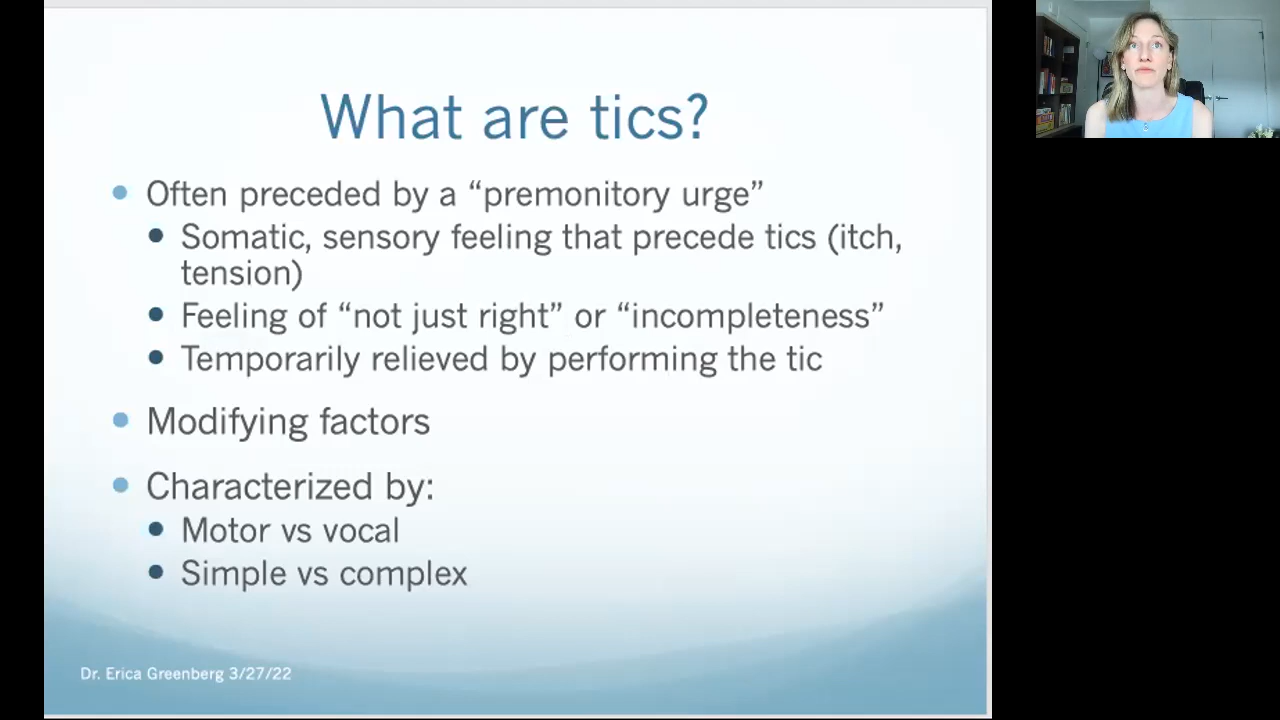 What are tics?
Often preceded by a “premonitory urge”
Somatic, sensory feeling that precede tics (itch,
tension)
Feeling of “not just right” or “incompleteness”
Temporarily relieved by performing the tic
Modifying factors
Characterized by:
Motor vs vocal
Simple vs complex
Dr. Erica Greenberg 3/27/22